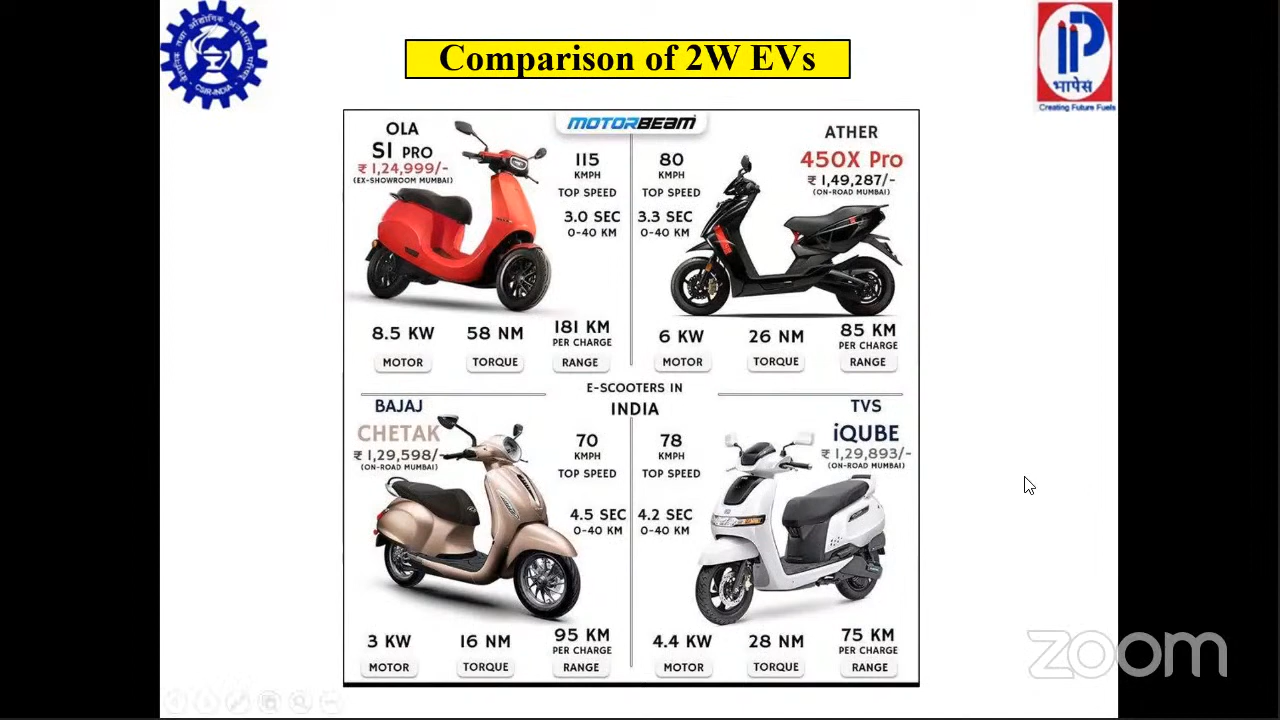 Comparison of 2W EVs
CSIR-INDIA
IP
भापेसं
Creating Future Fuels
MOTORBEAM
OLA
S1 PRO
₹ 1,24,999/-
(EX-SHOWROOM MUMBAI)
115
KMPH
TOP SPEED
3.0 SEC
0-40 KM
8.5 KW
MOTOR
58 NM
TORQUE
181 KM
PER CHARGE
RANGE
ATHER
450X Pro
₹ 1,49,287/-
(ON-ROAD MUMBAI)
80
KMPH
TOP SPEED
3.3 SEC
0-40 KM
6 KW
MOTOR
26 NM
TORQUE
85 KM
PER CHARGE
RANGE
E-SCOOTERS IN
INDIA
BAJAJ
CHETAK
₹ 1,29,598/-
(ON-ROAD MUMBAI)
70
KMPH
TOP SPEED
4.5 SEC
0-40 KM
3 KW
MOTOR
16 NM
TORQUE
95 KM
PER CHARGE
RANGE
TVS
iQUBE
₹ 1,29,893/-
(ON-ROAD MUMBAI)
78
KMPH
TOP SPEED
4.2 SEC
0-40 KM
4.4 KW
MOTOR
28 NM
TORQUE
75 KM
PER CHARGE
RANGE
zoom